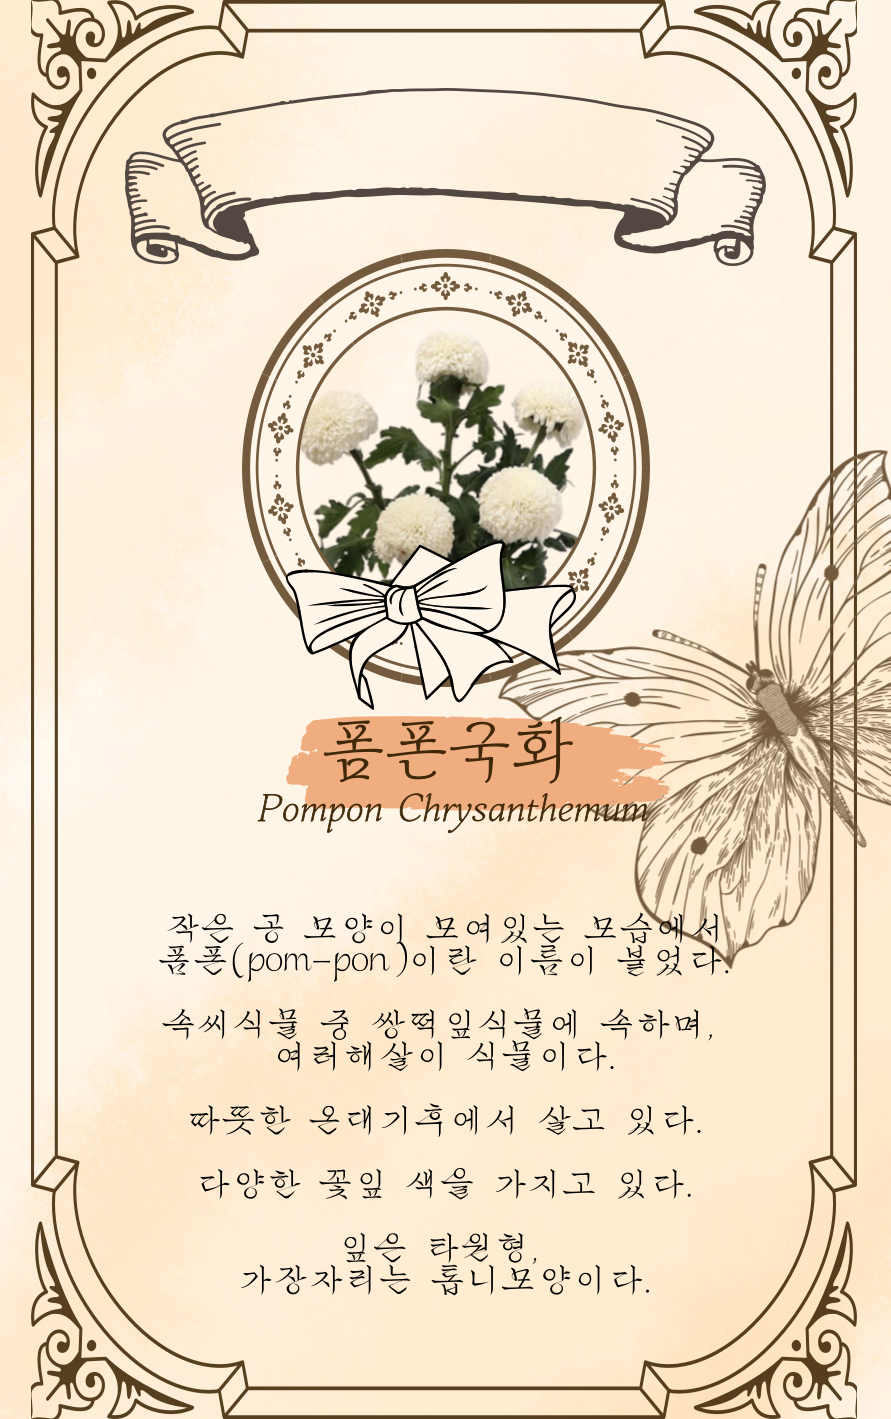 폼폰국화
Pompon Chrysanthemum
작은 공 모양이 모여있는 모습에서
폼폰(pom-pon)이란 이름이 붙었다.
속씨식물 중 쌍떡잎식물에 속하며,
여러해살이 식물이다.
따뜻한 온대기후에서 살고 있다.
다양한 꽃잎 색을 가지고 있다.
잎은 타원형,
가장자리는 톱니모양이다.